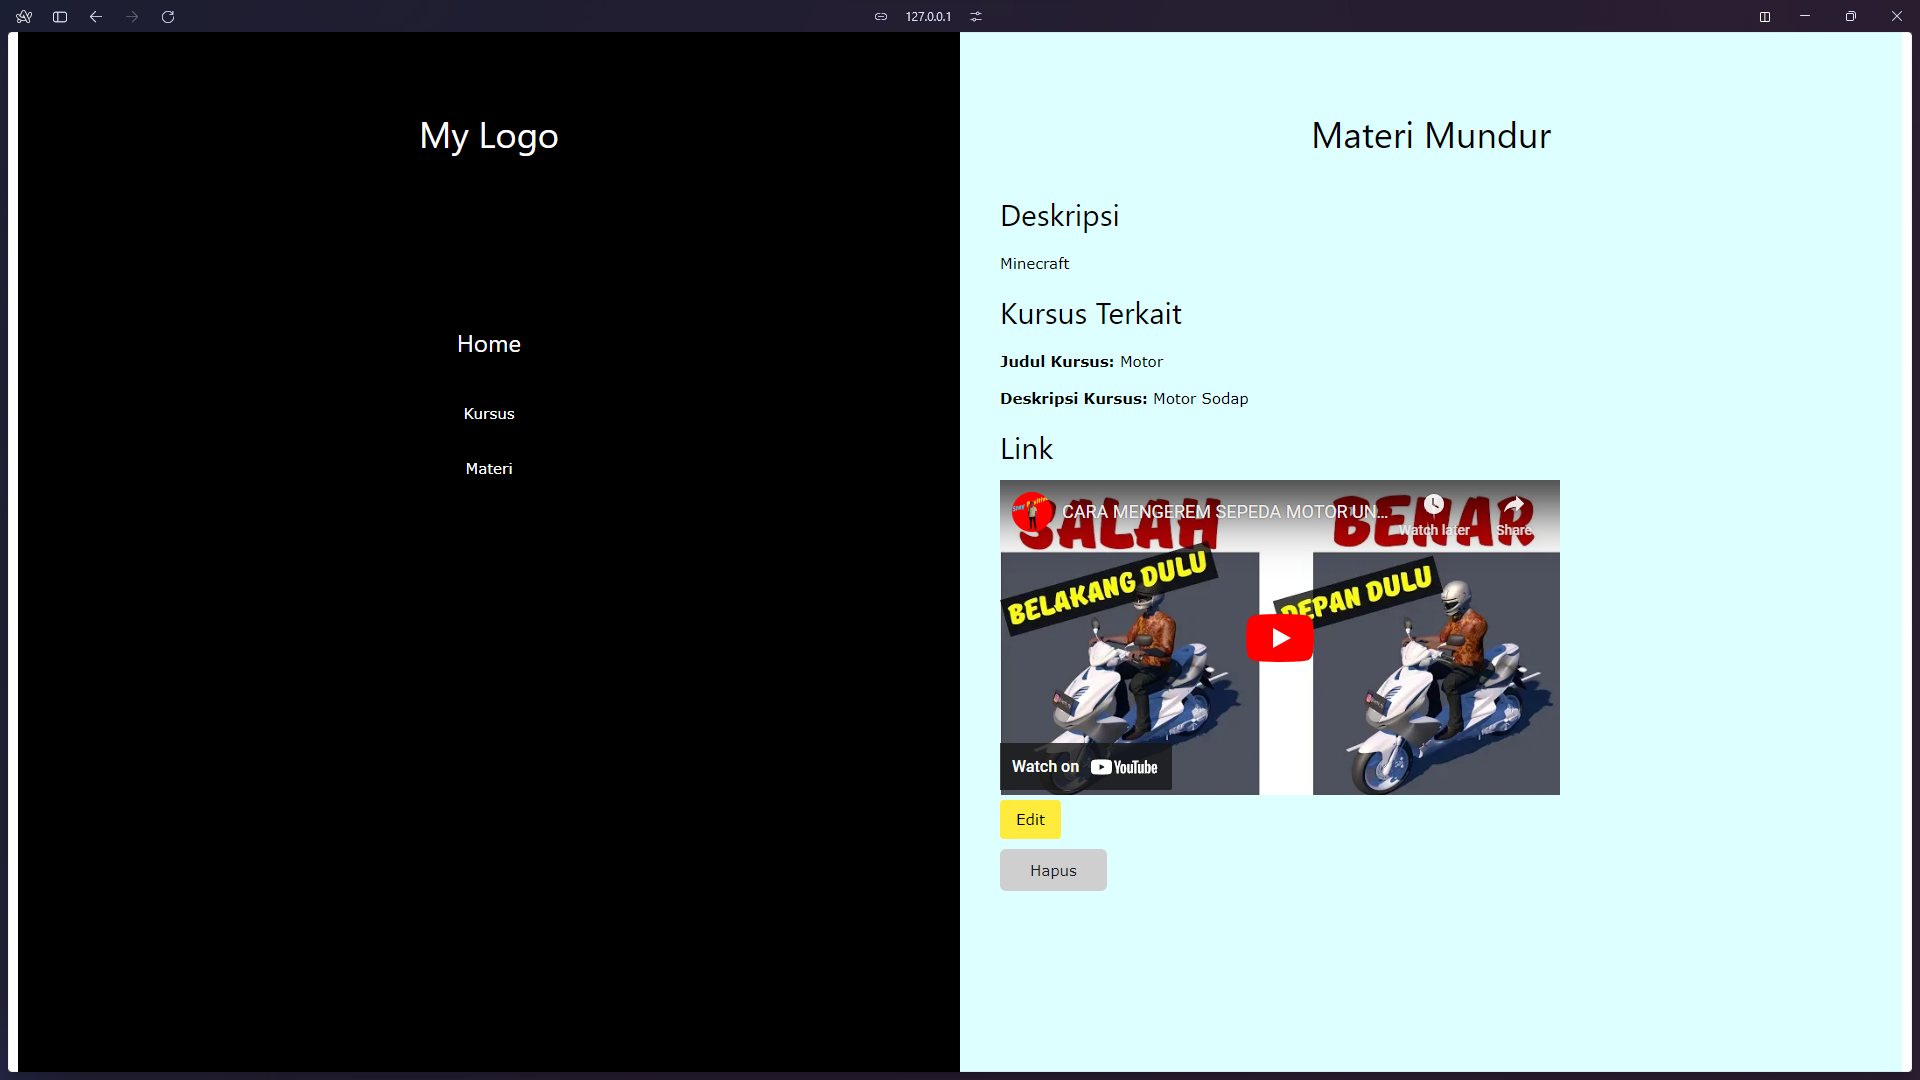 127.0.0.1
My Logo
Home
Kursus
Materi
Materi Mundur
Deskripsi
Minecraft
Kursus Terkait
Judul Kursus: Motor
Deskripsi Kursus: Motor Sodap
Link
CARA MENGEREM SEPEDA MOTOR UN...
Watch later
Share
SALAH
BENAR
BELAKANG DULU
DEPAN DULU
Watch on YouTube
Edit
Hapus